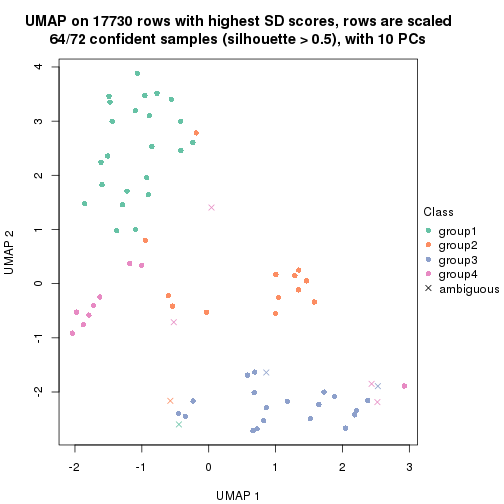 UMAP on 17730 rows with highest SD scores, rows are scaled
64/72 confident samples (silhouette > 0.5), with 10 PCs
4
3
2
1
0
-1
-2
UMAP 2
-2
-1
0
1
2
3
UMAP 1
Class
group1
group2
group3
group4
ambiguous